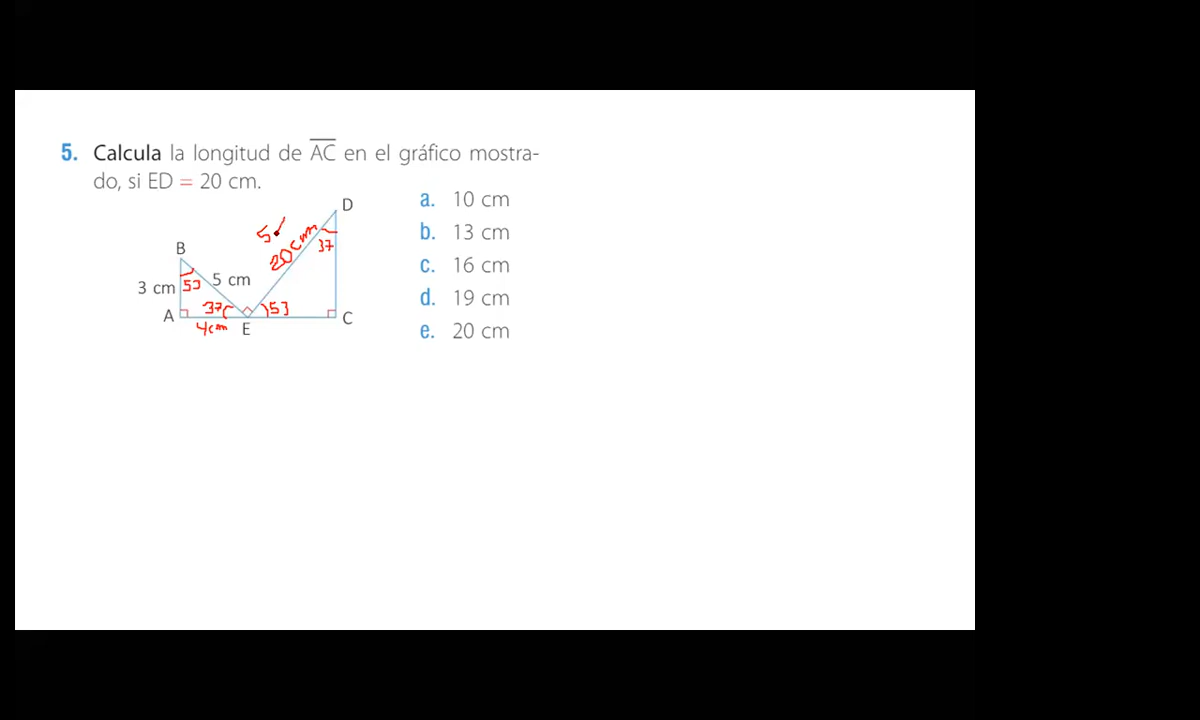 5. Calcula la longitud de AC en el gráfico mostra-
do, si ED = 20 cm.
a. 10 cm
b. 13 cm
c. 16 cm
d. 19 cm
e. 20 cm
D
5
20cm
37
B
53
5 cm
3 cm
37
53
A
4cm
E
C